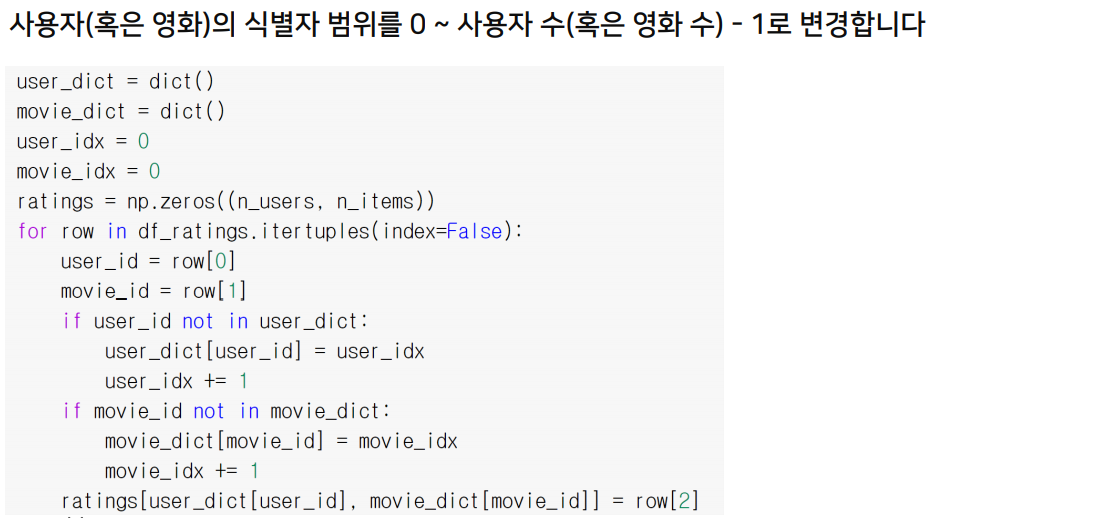 사용자(혹은 영화)의 식별자 범위를 0 ~ 사용자 수(혹은 영화 수) - 1로 변경합니다
user_dict = dict()
movie_dict = dict()
user_idx = 0
movie_idx = 0
ratings = np.zeros((n_users, n_items))
for row in df_ratings.itertuples(index=False):
    user_id = row[0]
    movie_id = row[1]
    if user_id not in user_dict:
        user_dict[user_id] = user_idx
        user_idx += 1
    if movie_id not in movie_dict:
        movie_dict[movie_id] = movie_idx
        movie_idx += 1
    ratings[user_dict[user_id], movie_dict[movie_id]] = row[2]